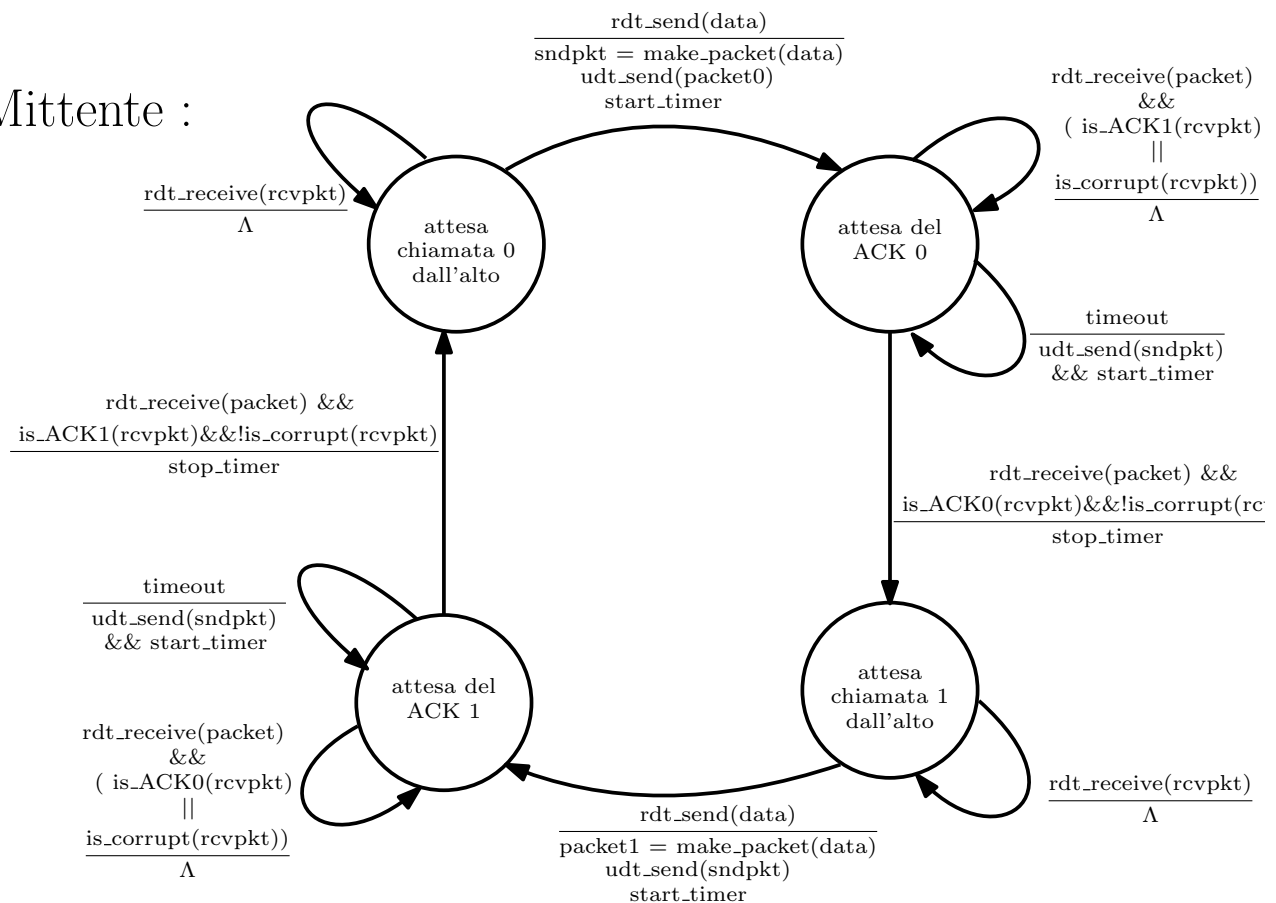 Mittente :
rdt_send(data)
sndpkt = make_packet(data)
udt_send(packet0)
start_timer
rdt_receive(packet)
&&
( is_ACK1(rcvpkt)
||
is_corrupt(rcvpkt))
Λ
rdt_receive(rcvpkt)
Λ
attesa
chiamata 0
dall'alto
attesa del
ACK 0
timeout
udt_send(sndpkt)
&& start_timer
rdt_receive(packet) &&
is_ACK1(rcvpkt)&&!is_corrupt(rcvpkt)
stop_timer
rdt_receive(packet) &&
is_ACK0(rcvpkt)&&!is_corrupt(rc
stop_timer
timeout
udt_send(sndpkt)
&& start_timer
attesa del
ACK 1
attesa
chiamata 1
dall'alto
rdt_receive(packet)
&&
( is_ACK0(rcvpkt)
||
is_corrupt(rcvpkt))
Λ
rdt_receive(rcvpkt)
Λ
rdt_send(data)
packet1 = make_packet(data)
udt_send(sndpkt)
start_timer